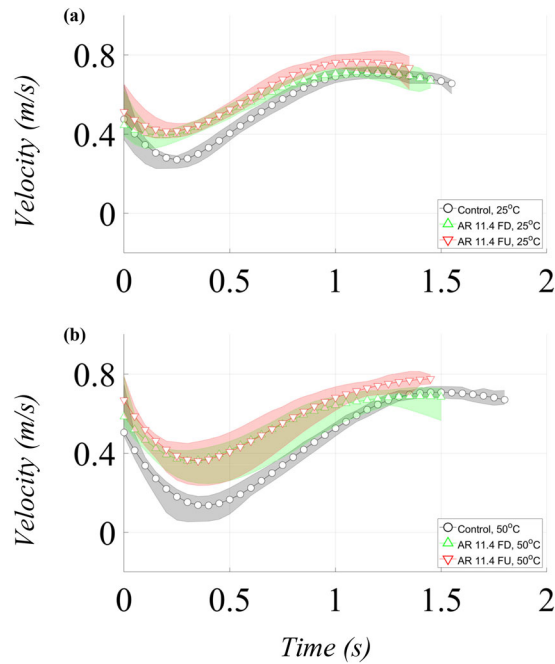 (a)
0.8
0.4
0
Velocity (m/s)
Control, 25°C
AR 11.4 FD, 25°C
AR 11.4 FU, 25°C
0 0.5 1 1.5 2
(b)
0.8
0.4
0
Velocity (m/s)
Control, 50°C
AR 11.4 FD, 50°C
AR 11.4 FU, 50°C
0 0.5 1 1.5 2
Time (s)